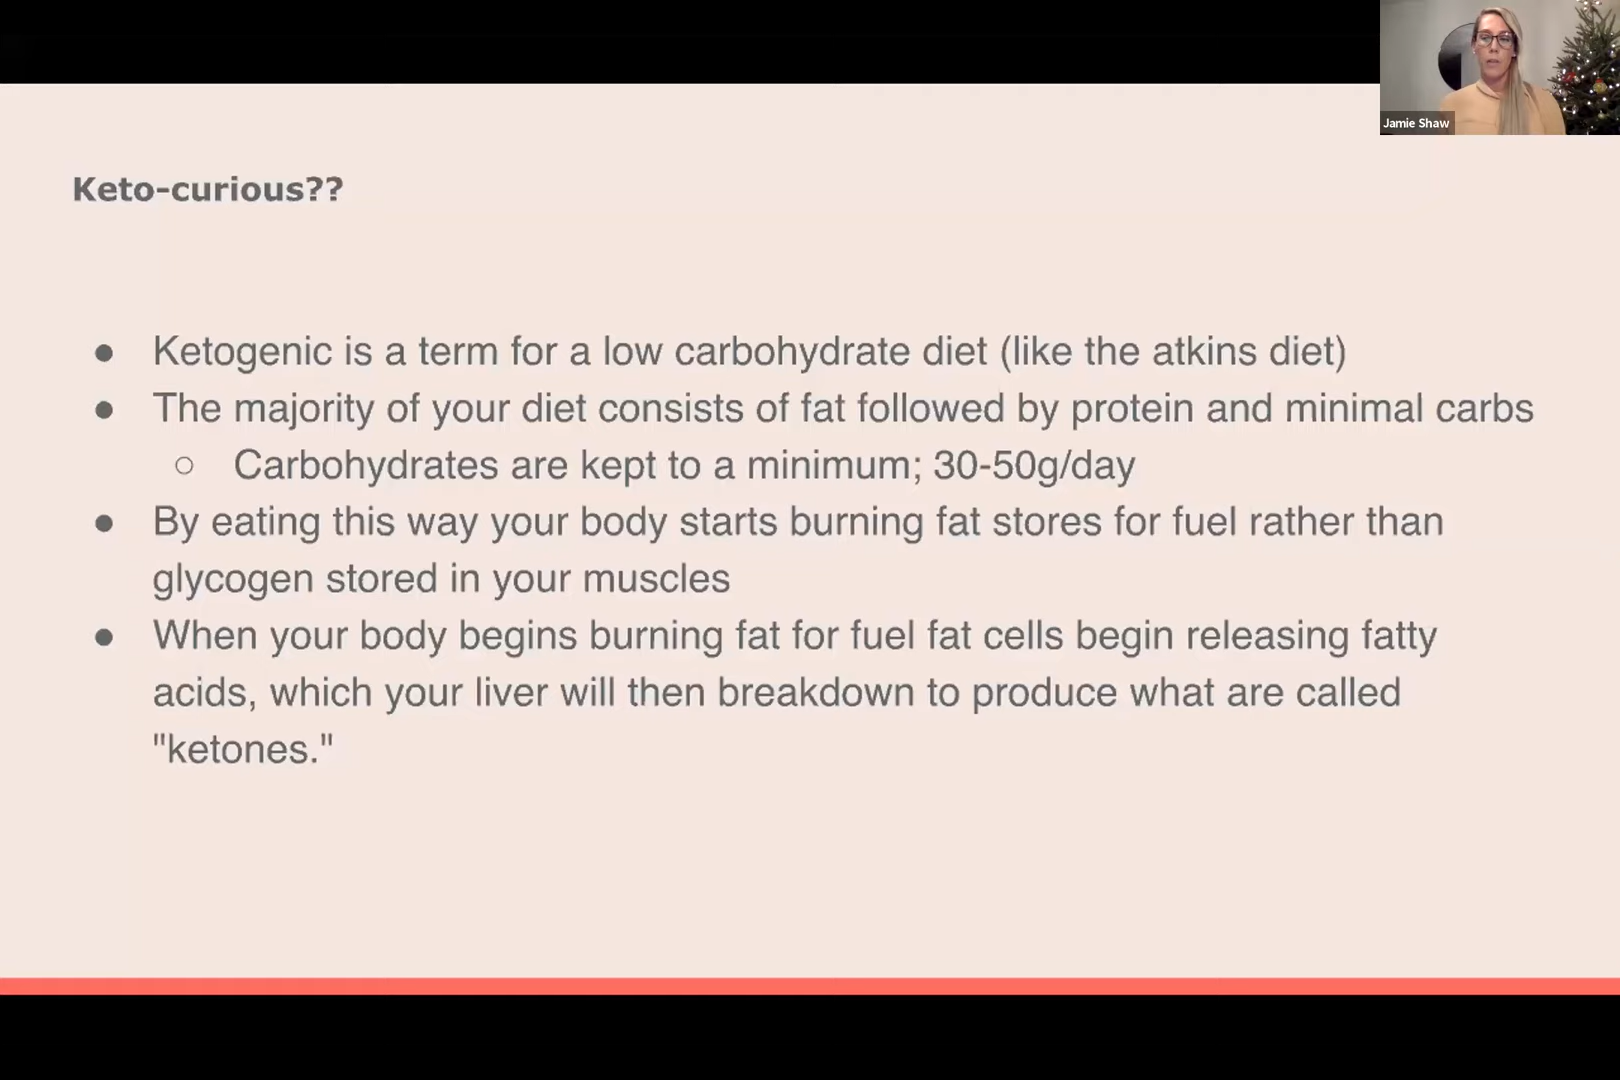 Jamie Shaw
Keto-curious??
● Ketogenic is a term for a low carbohydrate diet (like the atkins diet)
● The majority of your diet consists of fat followed by protein and minimal carbs
○ Carbohydrates are kept to a minimum; 30-50g/day
● By eating this way your body starts burning fat stores for fuel rather than
glycogen stored in your muscles
● When your body begins burning fat for fuel fat cells begin releasing fatty
acids, which your liver will then breakdown to produce what are called
"ketones."